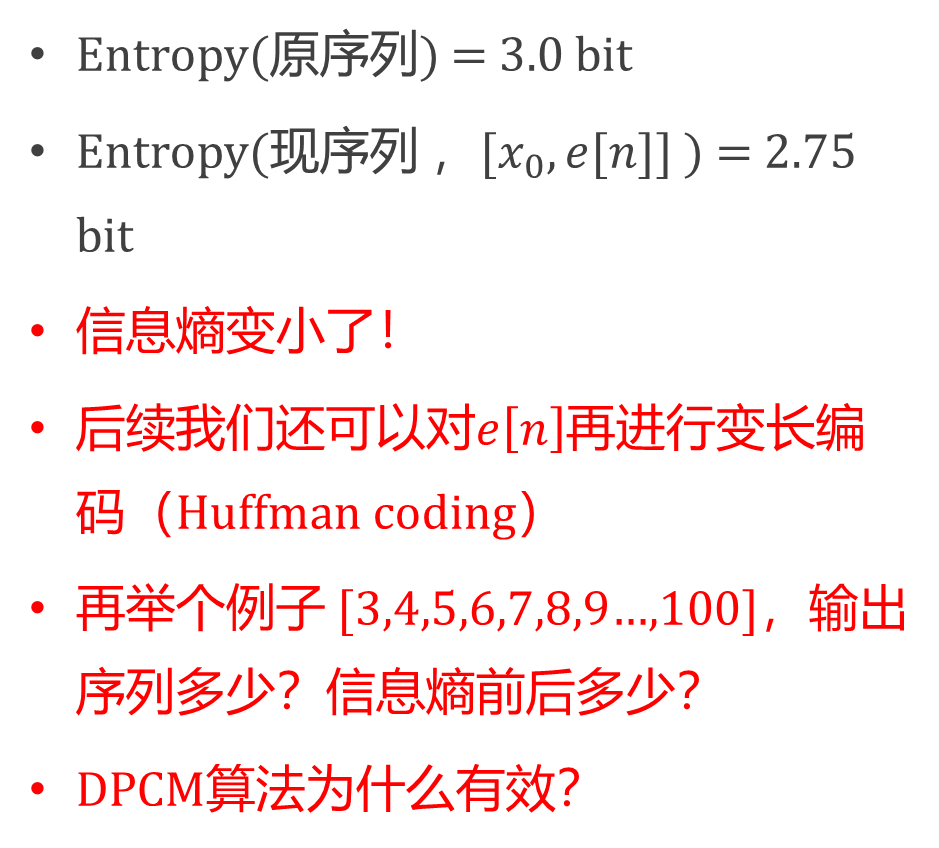 • Entropy(原序列) = 3.0 bit
• Entropy(现序列 ，[x₀, e[n]] ) = 2.75
bit
• 信息熵变小了！
• 后续我们还可以对e[n]再进行变长编
码（Huffman coding）
• 再举个例子 [3,4,5,6,7,8,9…,100]，输出
序列多少？信息熵前后多少？
• DPCM算法为什么有效？